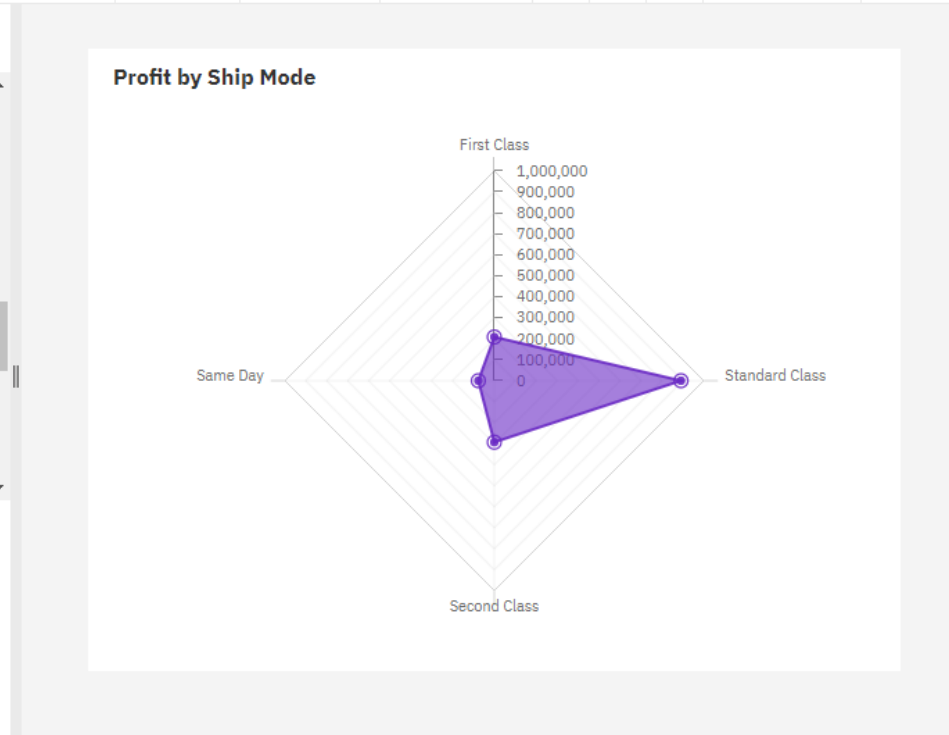 Profit by Ship Mode
First Class
1,000,000
900,000
800,000
700,000
600,000
500,000
400,000
300,000
200,000
100,000
Same Day
0
Standard Class
Second Class